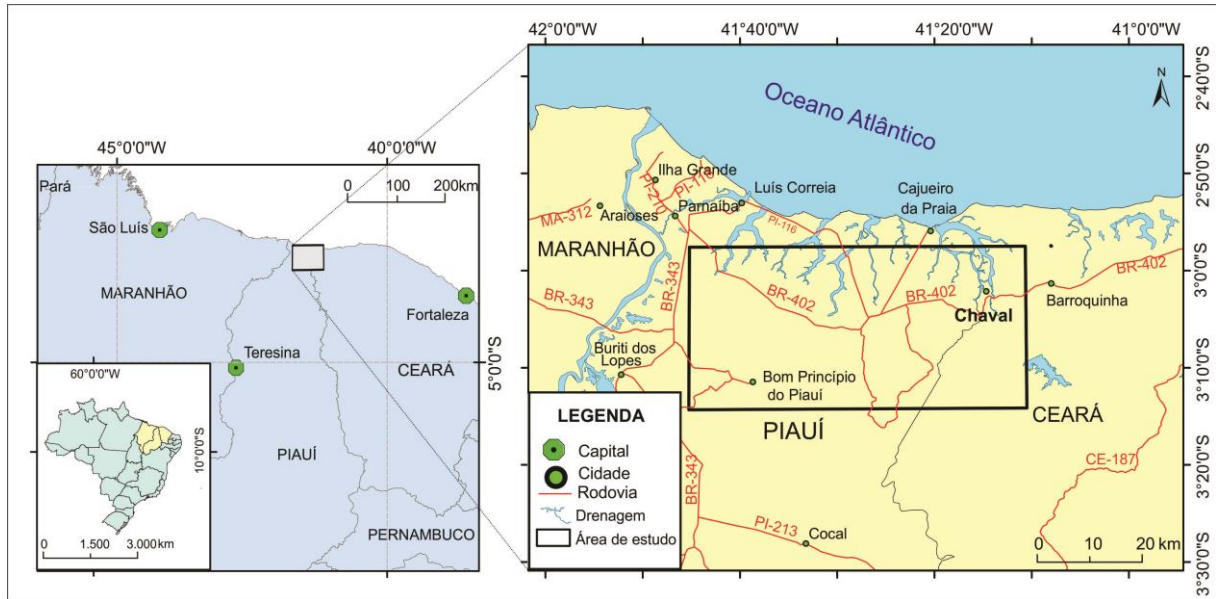 45°0'0"W
40°0'0"W
0 100 200km
Pará
São Luís
MARANHÃO
Fortaleza
Teresina
CEARÁ
5°0'0"S
60°0'0"W
10°0'0"S
PIAUÍ
PERNAMBUCO
0 1.500 3.000km
42°0'0"W
41°40'0"W
41°20'0"W
41°0'0"W
N
2°40'0"S
2°50'0"S
3°0'0"S
3°10'0"S
3°20'0"S
3°30'0"S
Oceano Atlântico
Ilha Grande
PI-116
PI-210
Luís Correia
Cajueiro
da Praia
MA-312
Araioses
Parnaíba
PI-116
MARANHÃO
BR-343
BR-402
BR-402
BR-402
BR-343
Chaval
Barroquinha
Buriti dos
Lopes
Bom Princípio
do Piauí
CEARÁ
PIAUÍ
BR-343
CE-187
PI-213
Cocal
LEGENDA
Capital
Cidade
Rodovia
Drenagem
Área de estudo
0 10 20 km